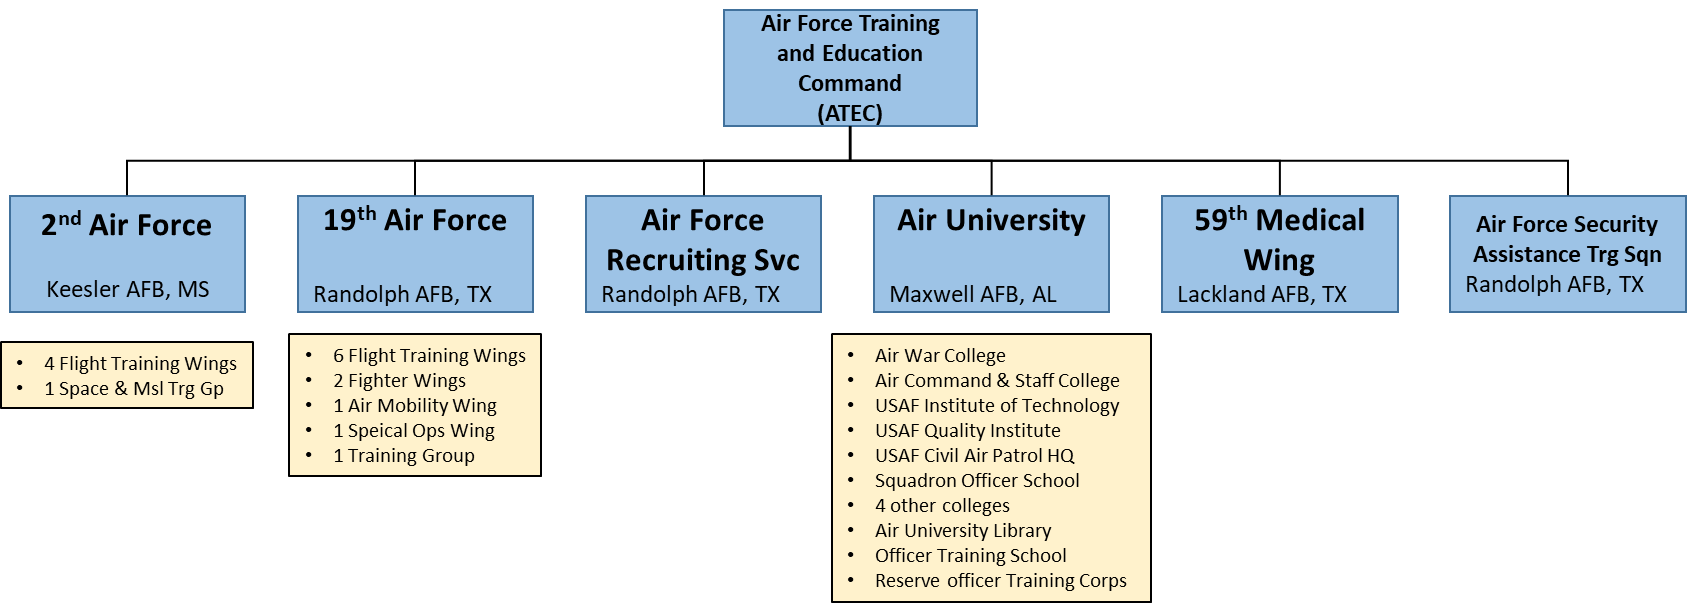 Air Force Training
and Education
Command
(ATEC)
2nd Air Force
Keesler AFB, MS
19th Air Force
Randolph AFB, TX
Air Force
Recruiting Svc
Randolph AFB, TX
Air University
Maxwell AFB, AL
59th Medical
Wing
Lackland AFB, TX
Air Force Security
Assistance Trg Sqn
Randolph AFB, TX
• 4 Flight Training Wings
• 1 Space & Msl Trg Gp
• 6 Flight Training Wings
• 2 Fighter Wings
• 1 Air Mobility Wing
• 1 Speical Ops Wing
• 1 Training Group
• Air War College
• Air Command & Staff College
• USAF Institute of Technology
• USAF Quality Institute
• USAF Civil Air Patrol HQ
• Squadron Officer School
• 4 other colleges
• Air University Library
• Officer Training School
• Reserve officer Training Corps